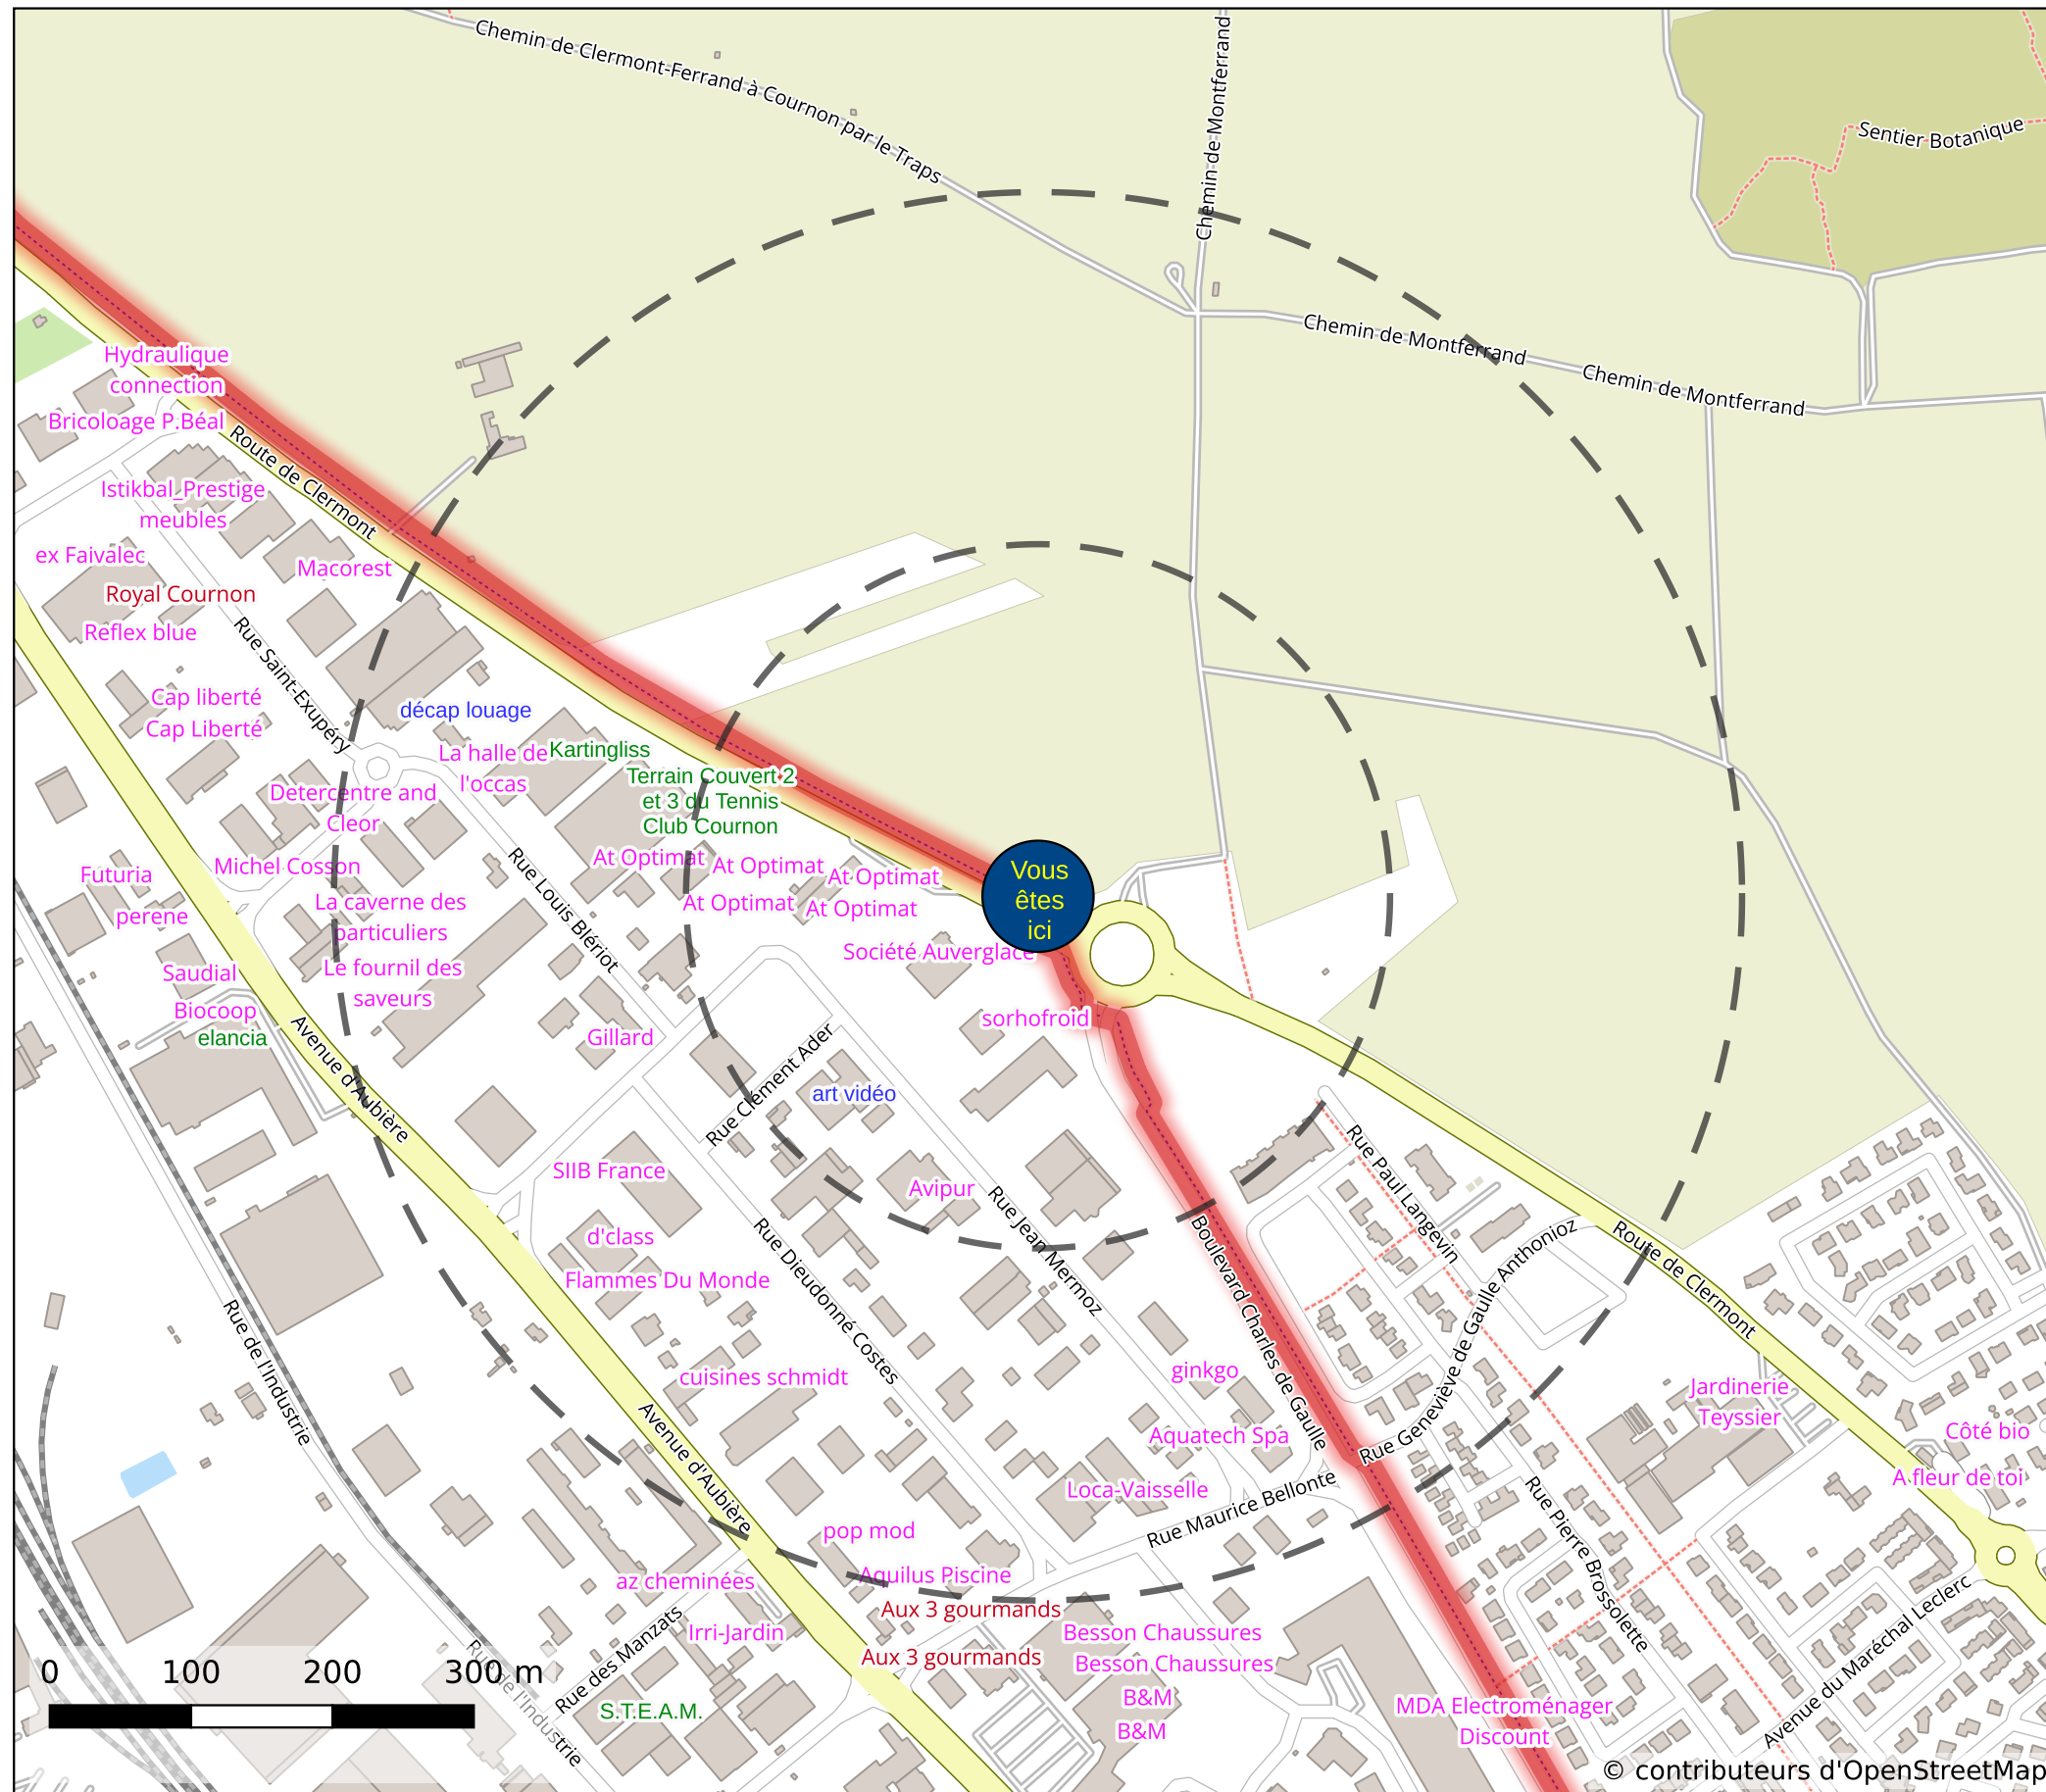 Chemin de Clermont-Ferrand à Cournon par le Traps
Chemin de Montferrand
Sentier Botanique
Chemin de Montferrand
Chemin de Montferrand
Hydraulique
connection
Bricoloage P.Béal
Route de Clermont
Istikbal_Prestige
meubles
ex Faivalec
Macorest
Royal Cournon
Reflex blue
Rue Saint-Exupéry
Cap liberté
Cap Liberté
décap louage
La halle de
l'occas
Kartingliss
Terrain Couvert 2
et 3 du Tennis
Club Cournon
Détercentre and
Cleor
Michel Cosson
At Optimat
At Optimat
At Optimat
At Optimat
At Optimat
Vous
êtes
ici
Futuria
perene
La caverne des
particuliers
Rue Louis Blériot
Société Auverglace
Le fournil des
saveurs
Saudial
Biocoop
elancia
sorhofroid
Gillard
Avenue d'Aubière
Rue Clément Ader
art vidéo
SIIB France
Avipur
Rue Paul Langevin
Rue Jean Mermoz
d'class
Flammes Du Monde
Rue Dieudonné Costes
Boulevard Charles de Gaulle
Rue Geneviève de Gaulle Anthonioz
Route de Clermont
Rue de l'Industrie
cuisines schmidt
ginkgo
Jardinerie
Teyssier
Côté bio
Avenue d'Aubière
Aquatech Spa
A fleur de toi
Loca-Vaisselle
Rue Maurice Bellonte
pop mod
Rue Pierre Brossolette
az cheminées
Aquilus Piscine
Aux 3 gourmands
Irri-Jardin
Besson Chaussures
Aux 3 gourmands
Besson Chaussures
Avenue du Maréchal Leclerc
Rue des Manzats
Rue de l'Industrie
B&M
S.T.E.A.M.
MDA Electroménager
Discount
B&M
0 100 200 300 m
© contributeurs d'OpenStreetMap